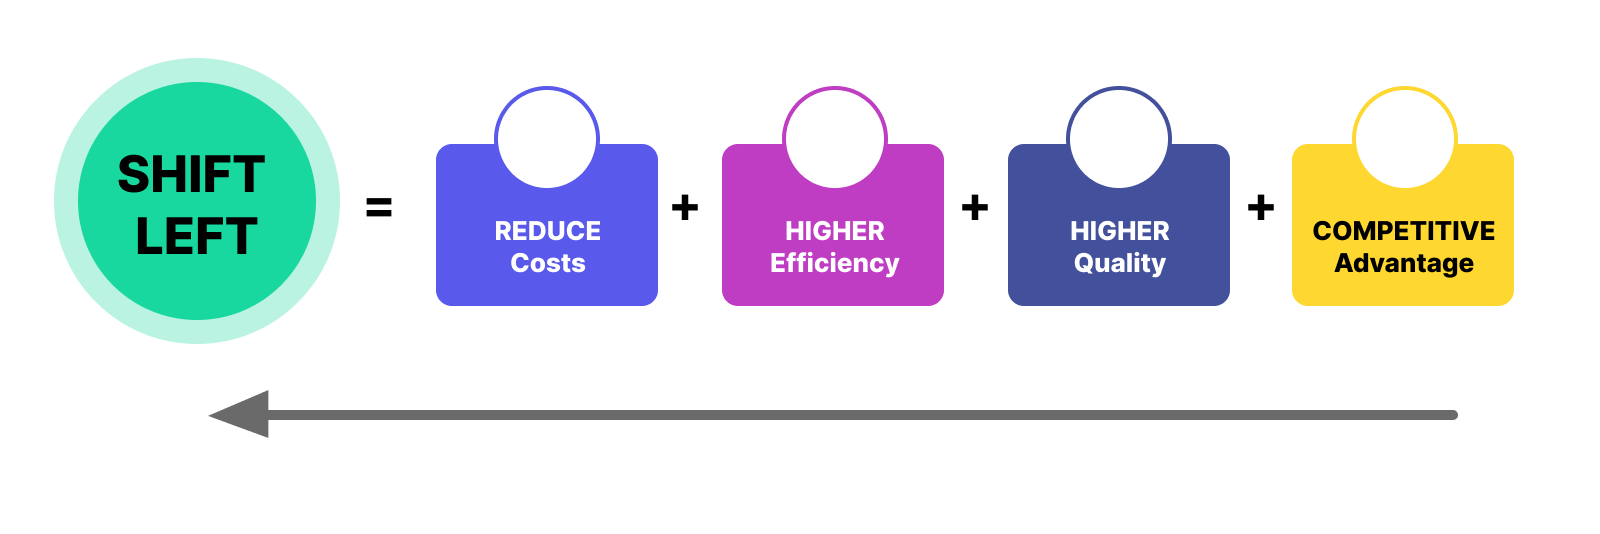 SHIFT
LEFT
=
REDUCE
Costs
+
HIGHER
Efficiency
+
HIGHER
Quality
+
COMPETITIVE
Advantage